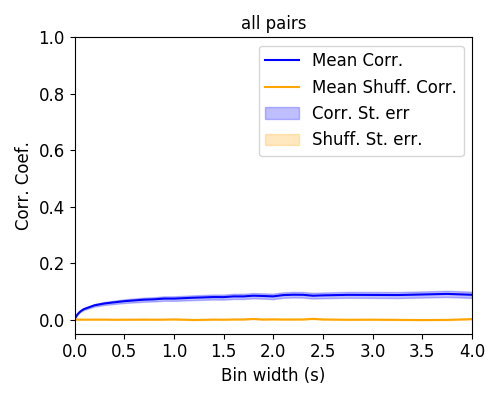 all pairs
1.0
0.8
0.6
0.4
0.2
0.0
Corr. Coef.
Mean Corr.
Mean Shuff. Corr.
Corr. St. err
Shuff. St. err.
0.0 0.5 1.0 1.5 2.0 2.5 3.0 3.5 4.0
Bin width (s)